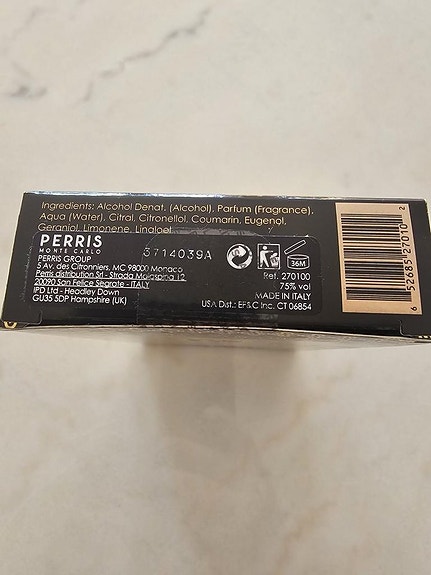 Ingredients: Alcohol Denat. (Alcohol), Parfum (Fragrance),
Aqua (Water), Citral, Citronellol, Coumarin, Eugenol,
Geraniol, Limonene, Linalool
PERRIS
MONTE CARLO
3714039A
PERRIS GROUP
5 Av. des Citronniers, MC 98000 Monaco
Perris distribution Srl - Strada Malaspina 12
20090 San Felice Segrate - ITALY
IPD Ltd - Headley Down
GU35 5DP Hampshire (UK)
36M
Ref. 270100
75% vol
MADE IN ITALY
USA Dist.: EF&C Inc. CT 06854
6 52685 27010 2